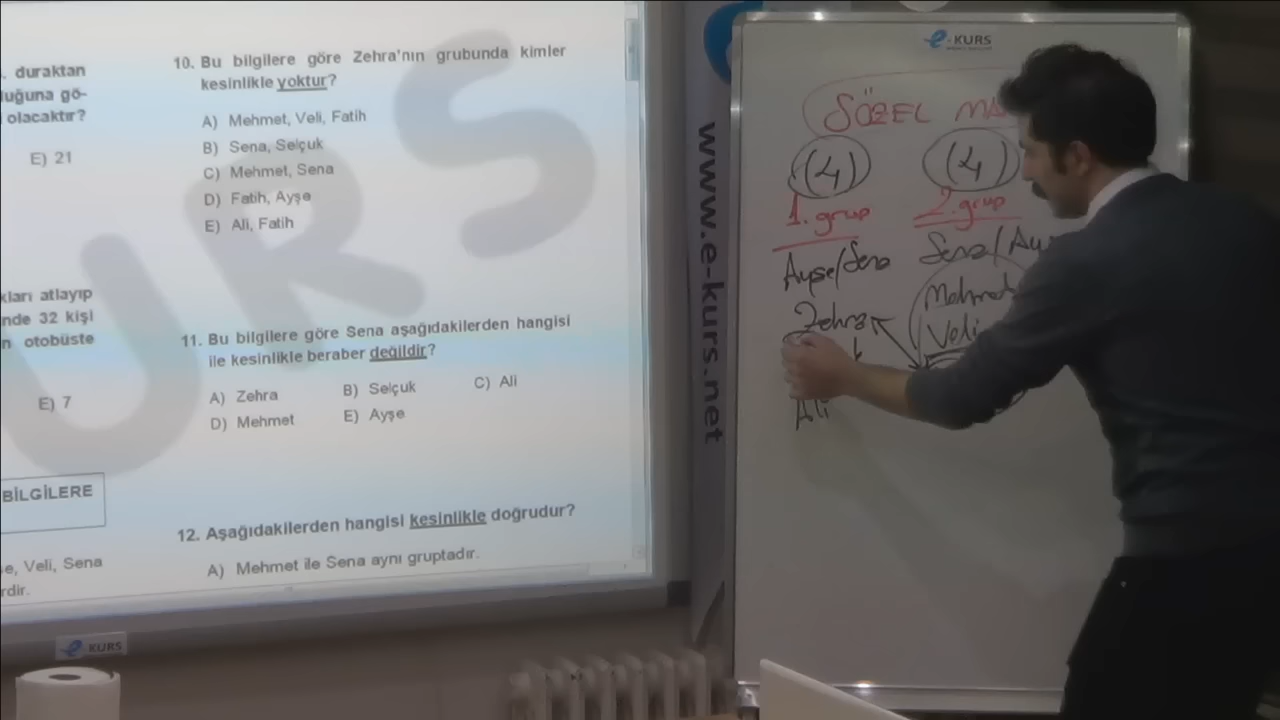 . duraktan
luğuna gö-
olacaktır?
E) 21
kları atlayıp
nde 32 kişi
n otobüste
E) 7
BİLGİLERE
e, Veli, Sena
rdir.
10. Bu bilgilere göre Zehra'nın grubunda kimler
kesinlikle yoktur?
A) Mehmet, Veli, Fatih
B) Sena, Selçuk
C) Mehmet, Sena
D) Fatih, Ayşe
E) Ali, Fatih
11. Bu bilgilere göre Sena aşağıdakilerden hangisi
ile kesinlikle beraber değildir?
A) Zehra
B) Selçuk
C) Ali
D) Mehmet
E) Ayşe
12. Aşağıdakilerden hangisi kesinlikle doğrudur?
A) Mehmet ile Sena aynı gruptadır.
URS
e KURS
www.e-kurs.net
e-KURS
SÖZEL MA
(4) (4)
1. grup 2. grup
Ayşe/Sena Sena/Ay
Zehra Mehmet
Veli
Ali